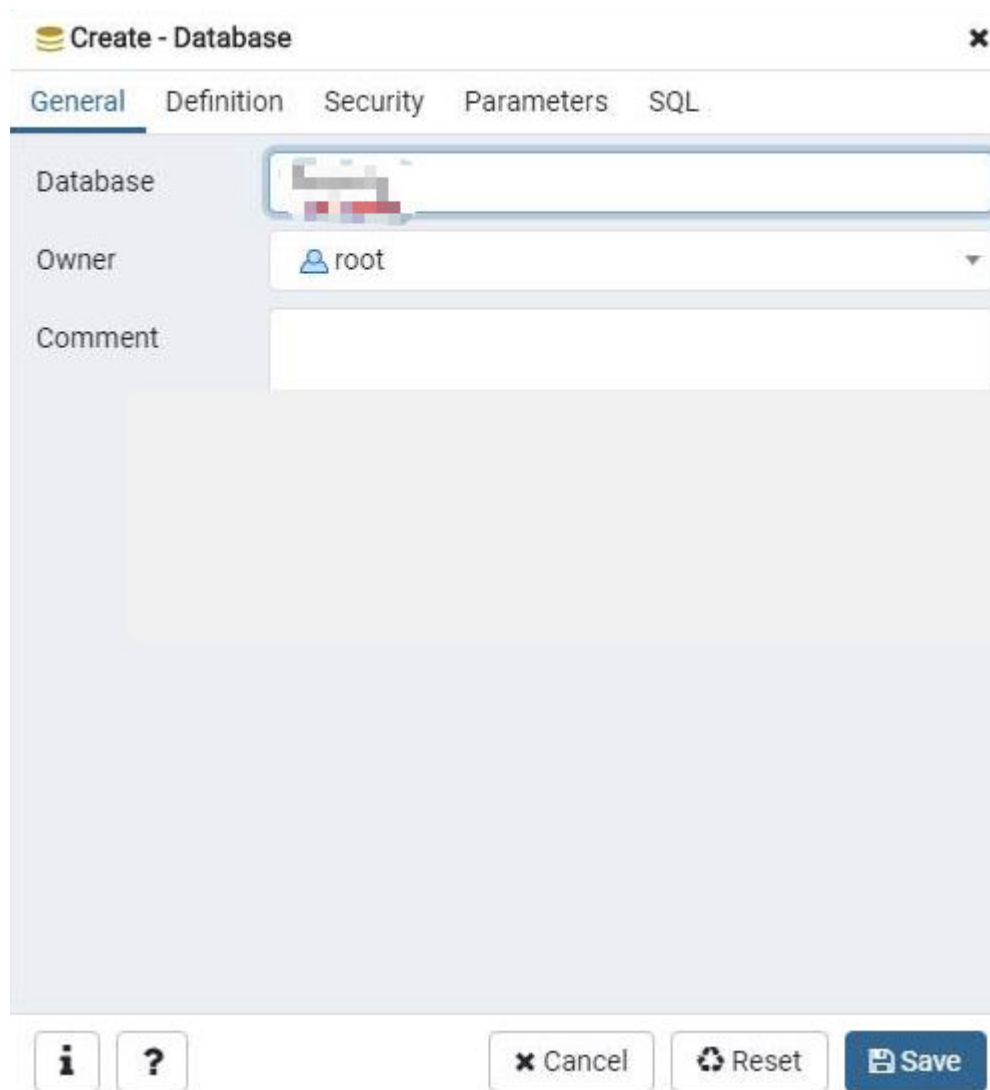 Create - Database
General Definition Security Parameters SQL
Database
Owner root
Comment
i ? Cancel Reset Save